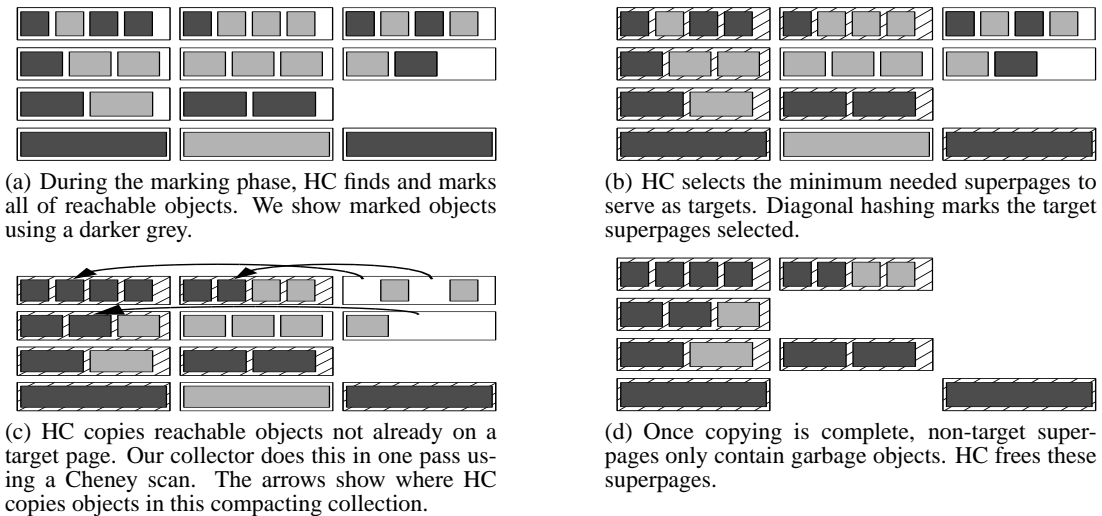 (a) During the marking phase, HC finds and marks
all of reachable objects. We show marked objects
using a darker grey.
(b) HC selects the minimum needed superpages to
serve as targets. Diagonal hashing marks the target
superpages selected.
(c) HC copies reachable objects not already on a
target page. Our collector does this in one pass us-
ing a Cheney scan. The arrows show where HC
copies objects in this compacting collection.
(d) Once copying is complete, non-target super-
pages only contain garbage objects. HC frees these
superpages.